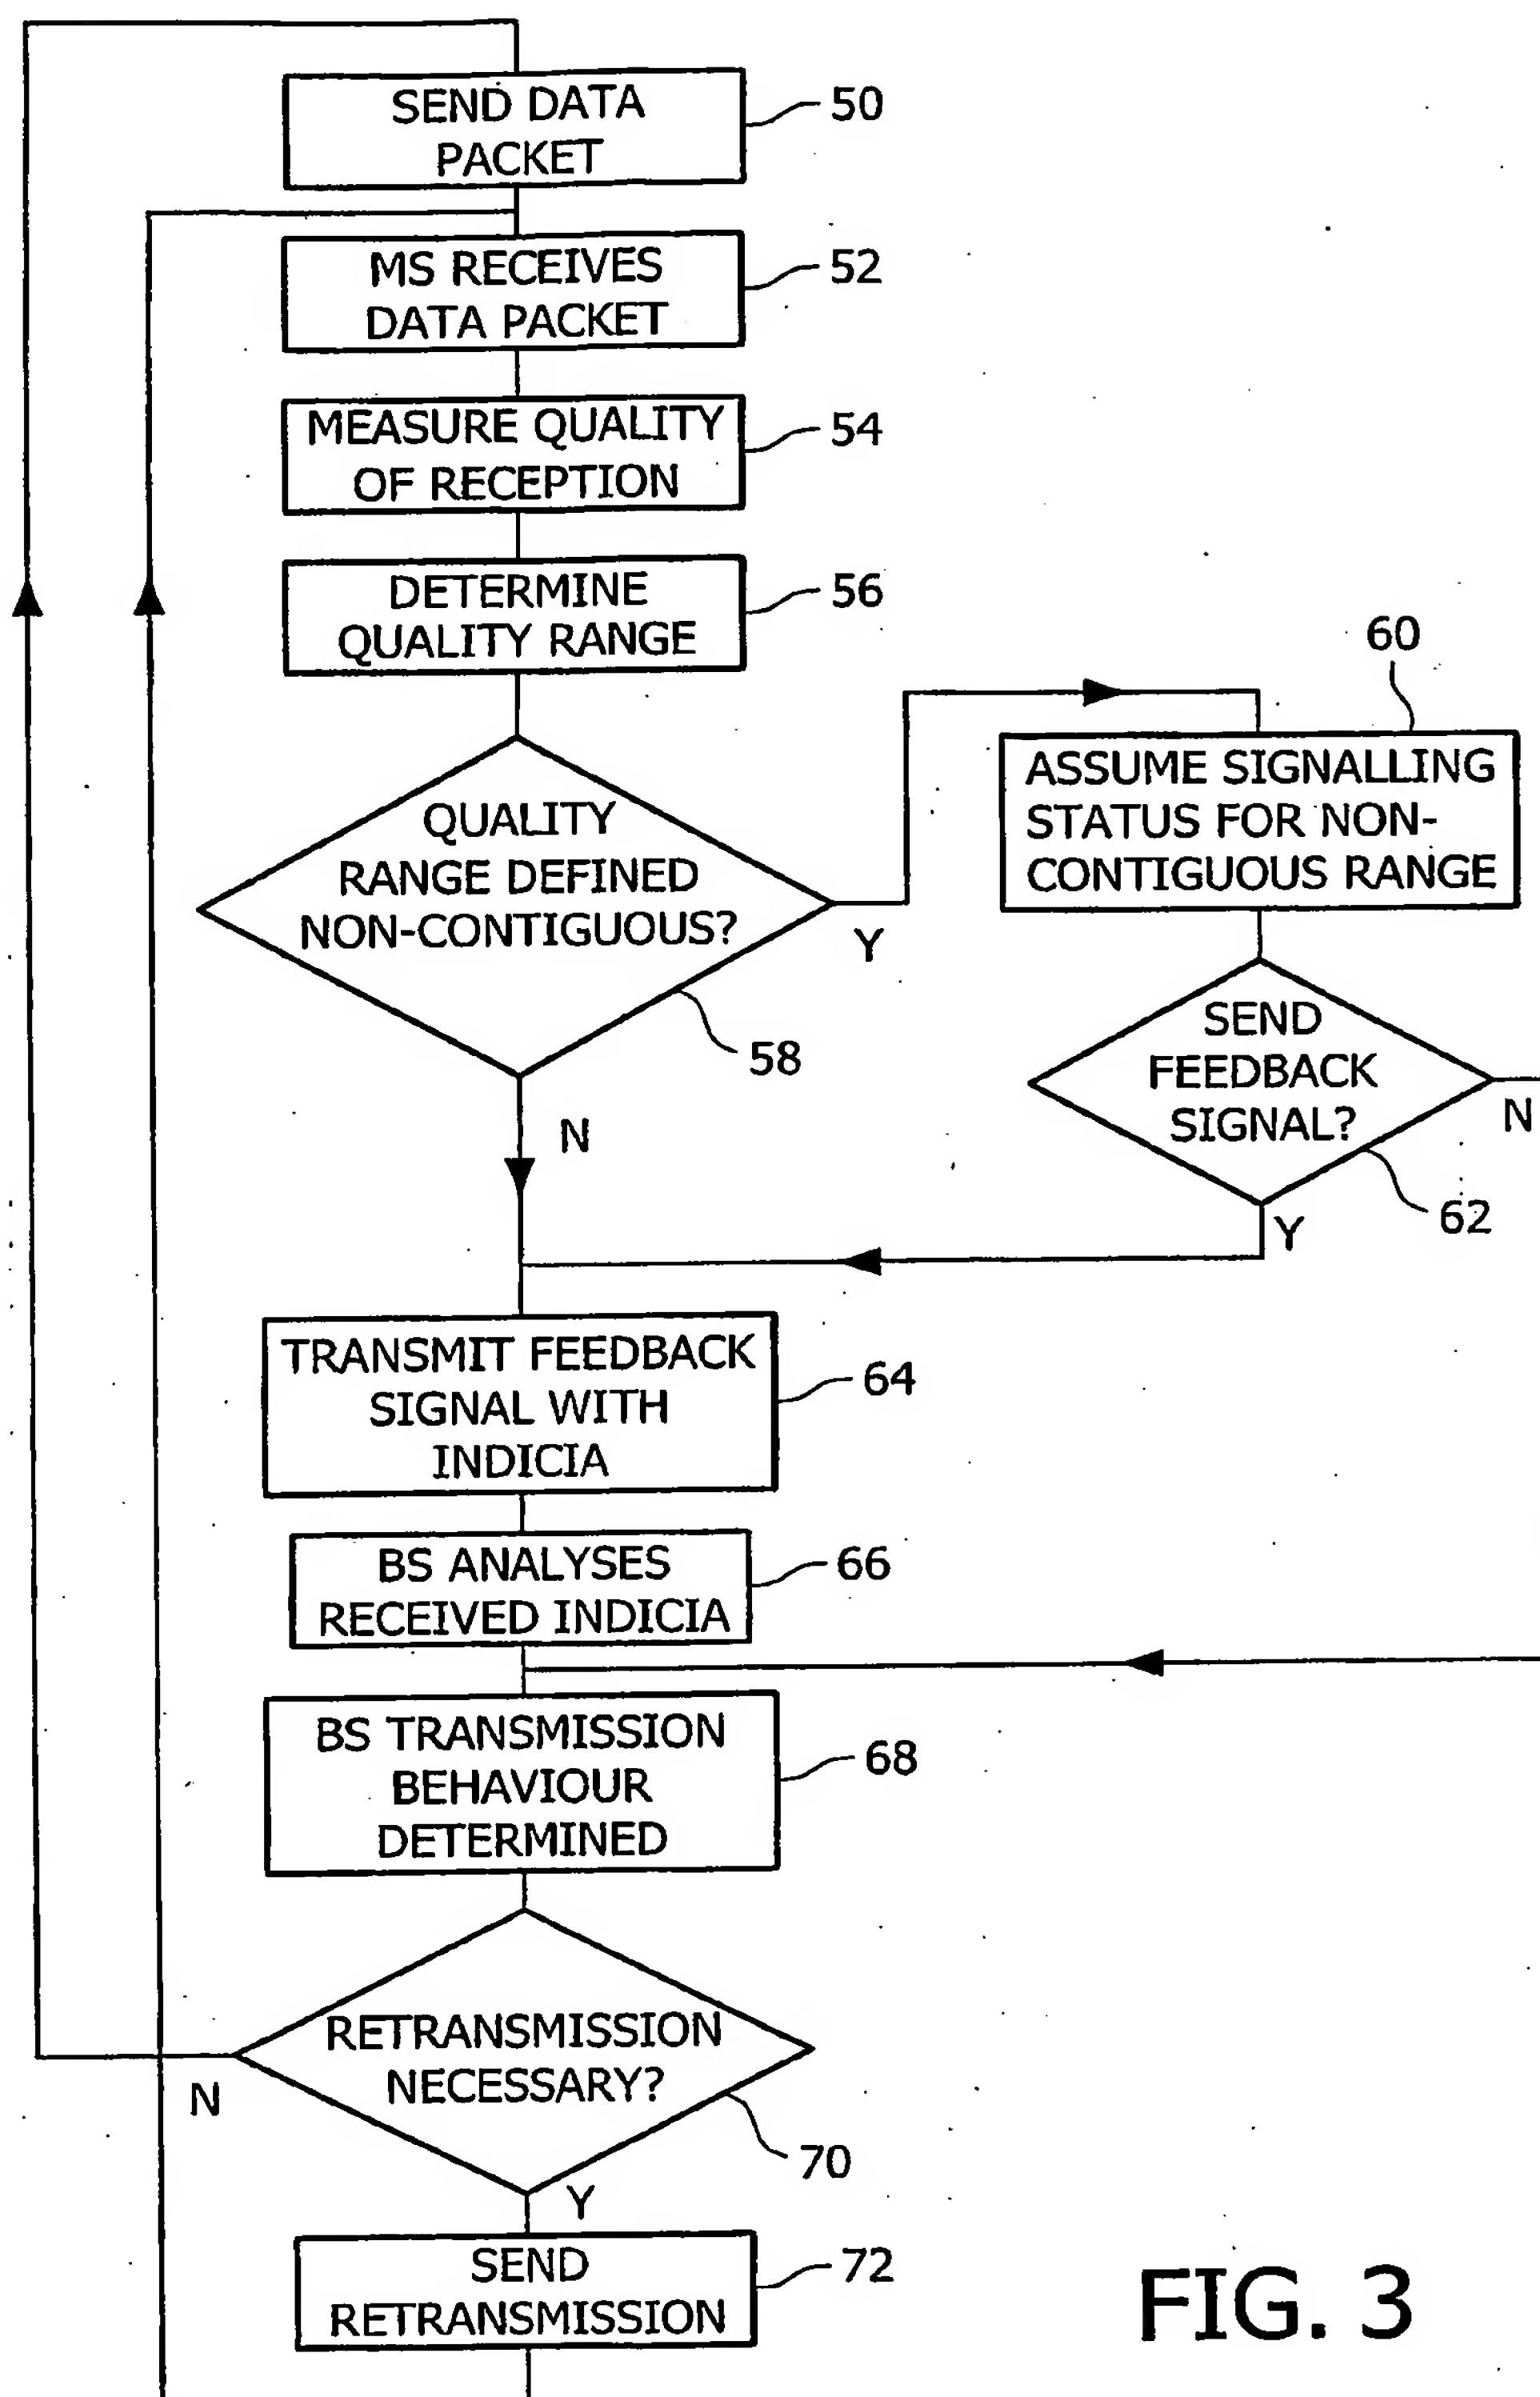 SEND DATA
PACKET
50
MS RECEIVES
DATA PACKET
52
MEASURE QUALITY
OF RECEPTION
54
DETERMINE
QUALITY RANGE
56
QUALITY
RANGE DEFINED
NON-CONTIGUOUS?
Y
58
N
60
ASSUME SIGNALLING
STATUS FOR NON-
CONTIGUOUS RANGE
SEND
FEEDBACK
SIGNAL?
N
62
Y
TRANSMIT FEEDBACK
SIGNAL WITH
INDICIA
64
BS ANALYSES
RECEIVED INDICIA
66
BS TRANSMISSION
BEHAVIOUR
DETERMINED
68
RETRANSMISSION
NECESSARY?
N
70
Y
SEND
RETRANSMISSION
72
FIG. 3